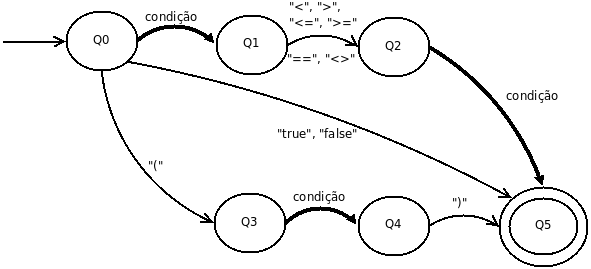 "<", ">",
condição
"<=", ">="
Q0
Q1
Q2
"==", "<>"
condição
"true", "false"
"("
condição
")"
Q3
Q4
Q5